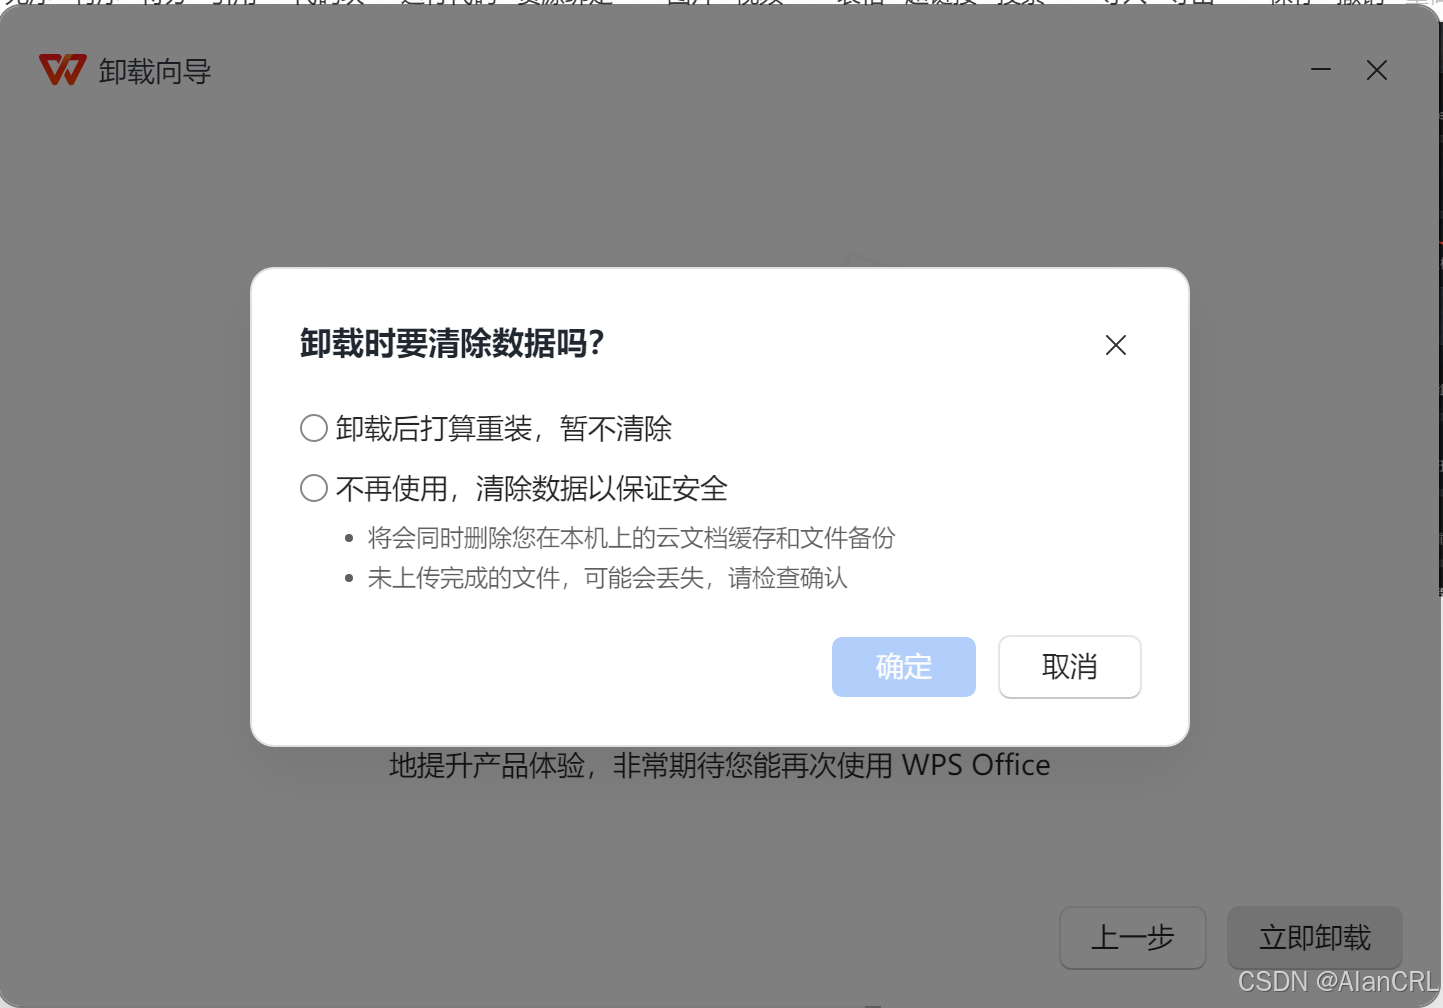 卸载向导
卸载时要清除数据吗？
卸载后打算重装，暂不清除
不再使用，清除数据以保证安全
将会同时删除您在本机上的云文档缓存和文件备份
未上传完成的文件，可能会丢失，请检查确认
确定
取消
地提升产品体验，非常期待您能再次使用 WPS Office
上一步
立即卸载
CSDN @AlanCRL